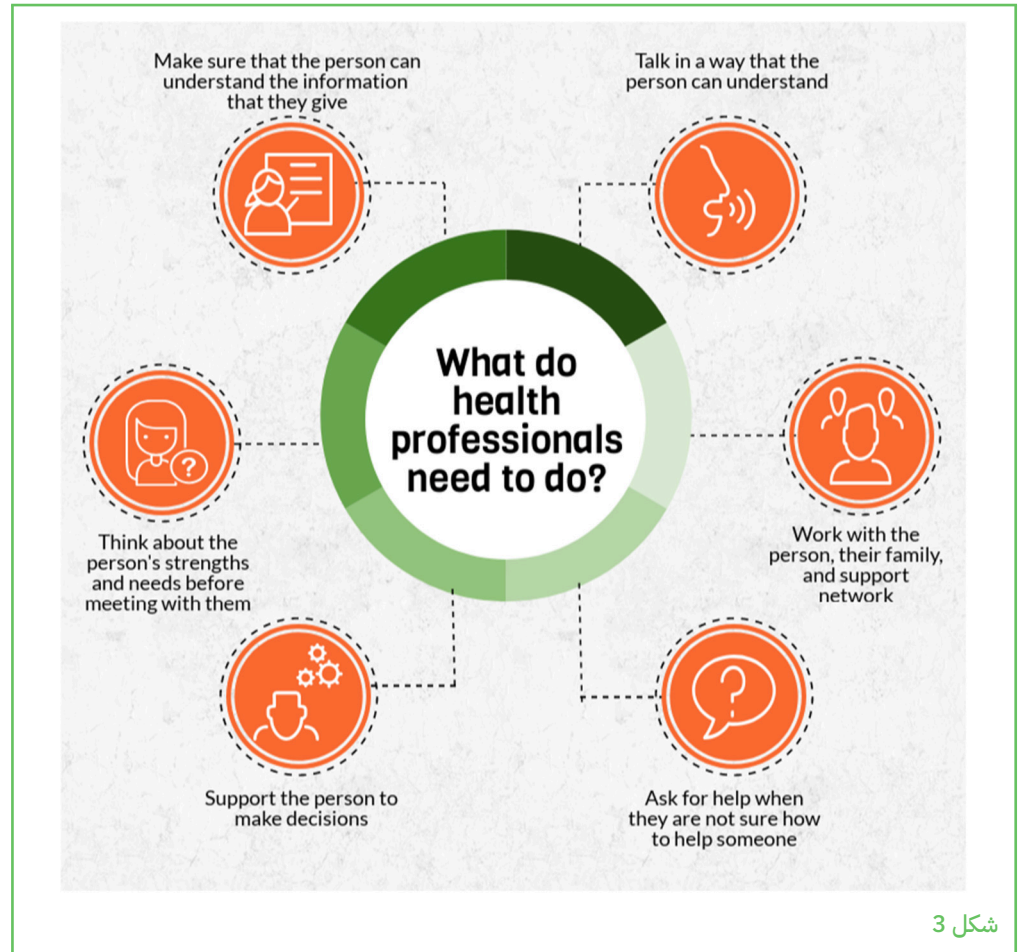 Make sure that the person can
understand the information
that they give
Talk in a way that the
person can understand
What do
health
professionals
need to do?
?
Think about the
person's strengths
and needs before
meeting with them
Work with the
person, their family,
and support
network
Support the person to
make decisions
?
Ask for help when
they are not sure how
to help someone
شکل 3